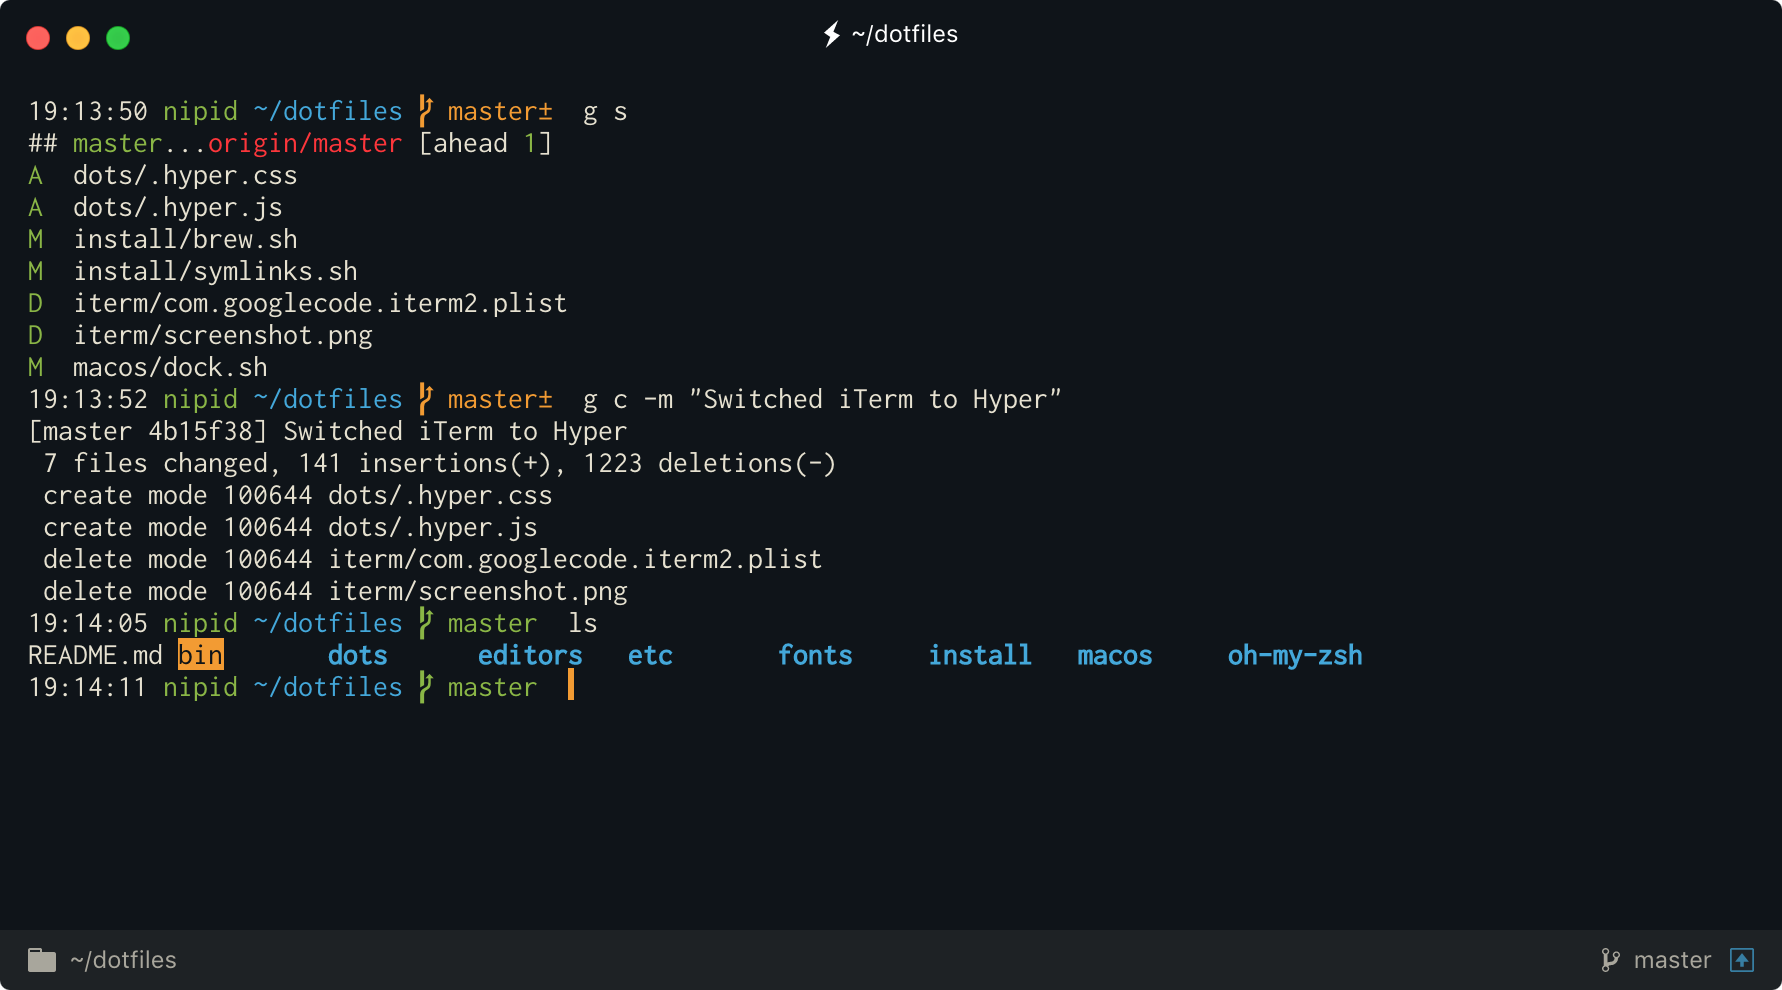 ~/dotfiles
19:13:50 nipid ~/dotfiles master± g s
## master...origin/master [ahead 1]
A  dots/.hyper.css
A  dots/.hyper.js
M  install/brew.sh
M  install/symlinks.sh
D  iterm/com.googlecode.iterm2.plist
D  iterm/screenshot.png
M  macos/dock.sh
19:13:52 nipid ~/dotfiles master± g c -m "Switched iTerm to Hyper"
[master 4b15f38] Switched iTerm to Hyper
 7 files changed, 141 insertions(+), 1223 deletions(-)
 create mode 100644 dots/.hyper.css
 create mode 100644 dots/.hyper.js
 delete mode 100644 iterm/com.googlecode.iterm2.plist
 delete mode 100644 iterm/screenshot.png
19:14:05 nipid ~/dotfiles master ls
README.md bin dots editors etc fonts install macos oh-my-zsh
19:14:11 nipid ~/dotfiles master
~/dotfiles master